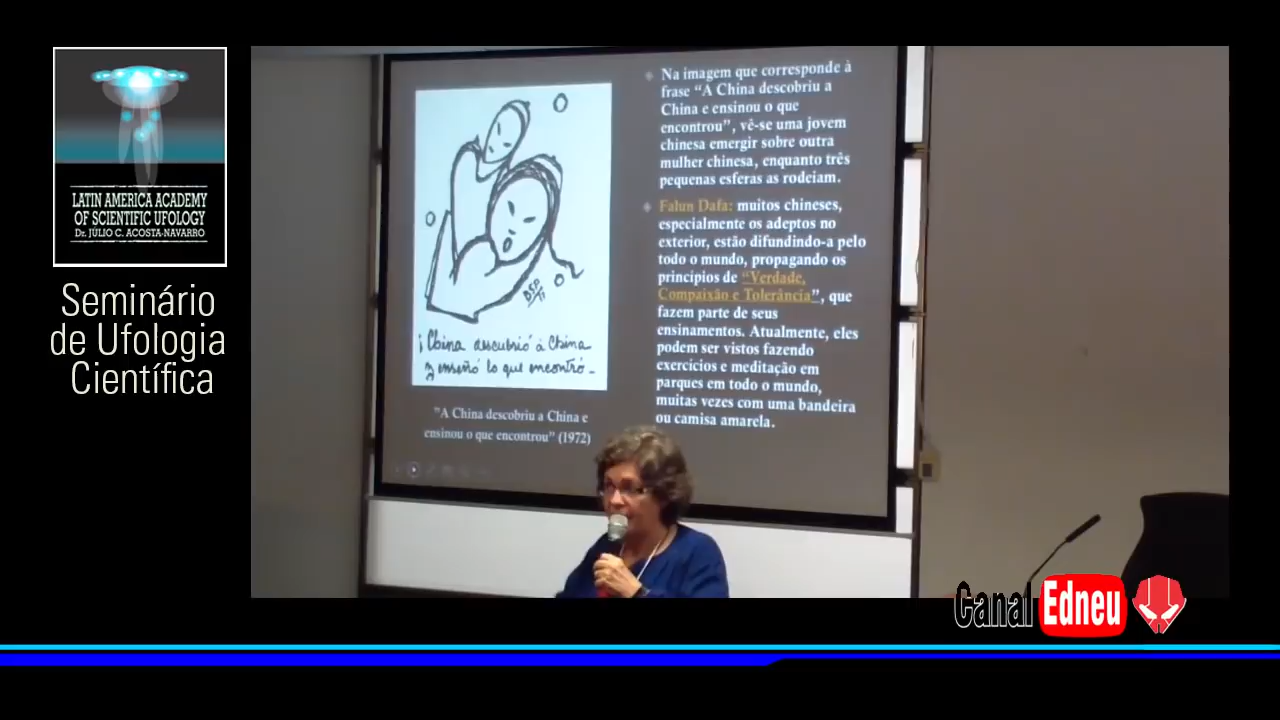 LATIN AMERICA ACADEMY
OF SCIENTIFIC UFOLOGY
Dr. JÚLIO C. ACOSTA-NAVARRO
Seminário
de Ufologia
Científica
BSP
71
¡China descubrió a China
y enseñó lo que encontró-
"A China descobriu a China e
ensinou o que encontrou" (1972)
Na imagem que corresponde à
frase “A China descobriu a
China e ensinou o que
encontrou”, vê-se uma jovem
chinesa emergir sobre outra
mulher chinesa, enquanto três
pequenas esferas as rodeiam.
Falun Dafa: muitos chineses,
especialmente os adeptos no
exterior, estão difundindo-a pelo
todo o mundo, propagando os
princípios de “Verdade,
Compaixão e Tolerância”, que
fazem parte de seus
ensinamentos. Atualmente, eles
podem ser vistos fazendo
exercícios e meditação em
parques em todo o mundo,
muitas vezes com uma bandeira
ou camisa amarela.
Canal Edneu